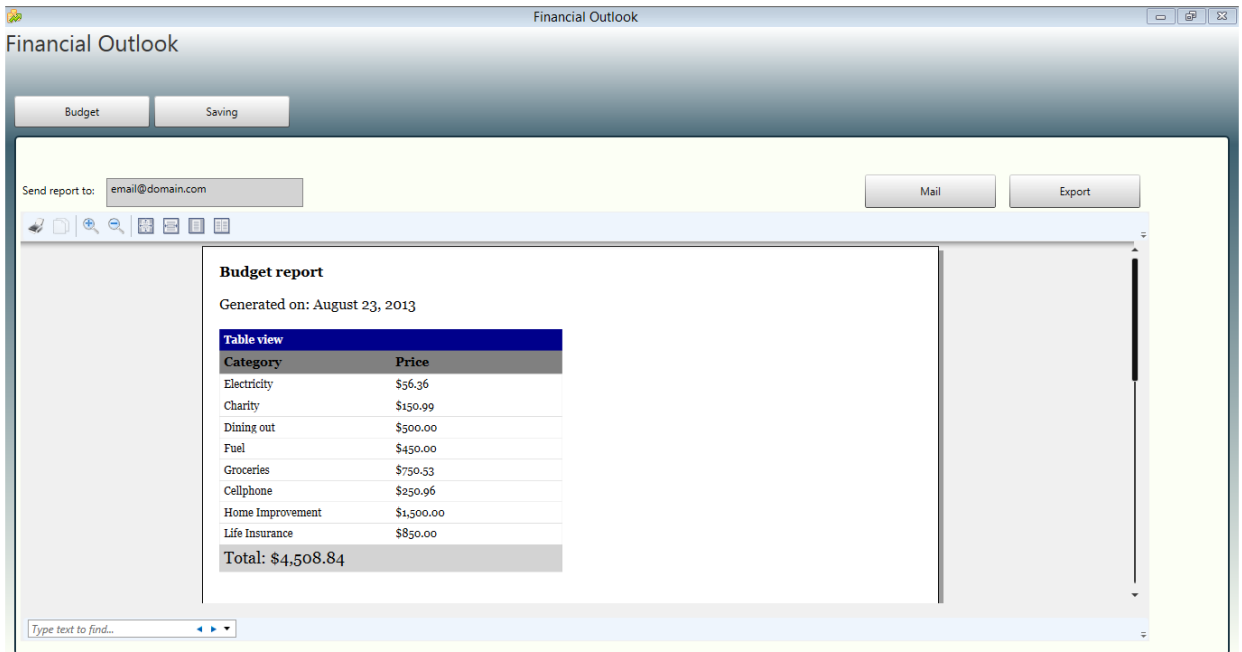 Financial Outlook
Financial Outlook
Budget Saving
Send report to: email@domain.com Mail Export
Budget report
Generated on: August 23, 2013
Table view
Category Price
Electricity $56.36
Charity $150.99
Dining out $500.00
Fuel $450.00
Groceries $750.53
Cellphone $250.96
Home Improvement $1,500.00
Life Insurance $850.00
Total: $4,508.84
Type text to find...